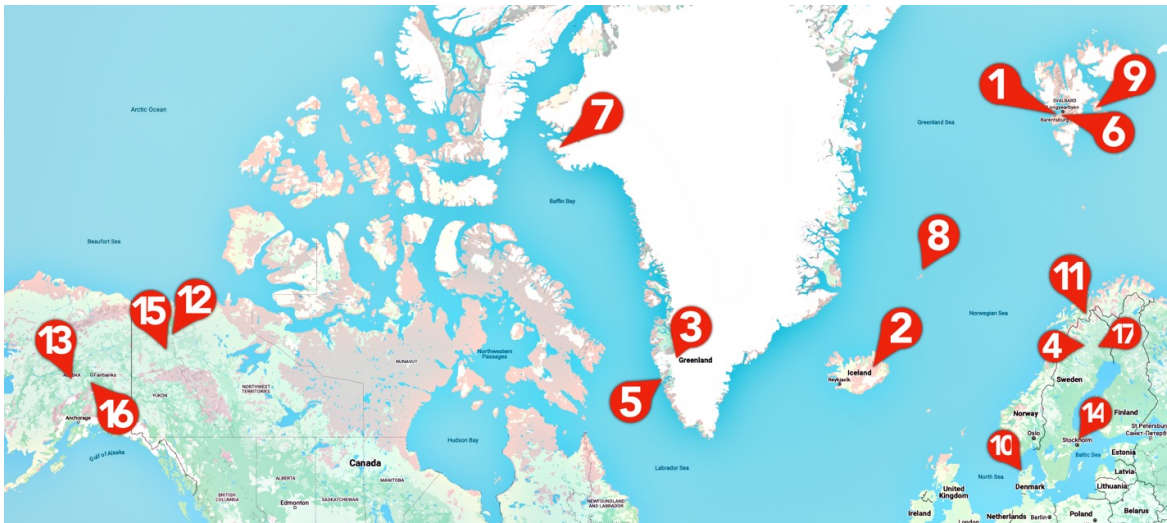 1
9
SVALBARD
Longyearbyen
Barentsburg
6
Arctic Ocean
7
Greenland Sea
Baffin Bay
Beaufort Sea
8
15
12
11
Norwegian Sea
13
3
Greenland
2
4
17
Northwestern
Passages
NUNAVUT
Iceland
Reykjavik
Fairbanks
5
Sweden
YUKON
NORTHWEST
TERRITORIES
16
Anchorage
Norway
14
Finland
Oslo
St.Petersburg
Санкт-Петерб
Stockholm
Gulf of Alaska
Hudson Bay
10
Baltic Sea
Estonia
Canada
Labrador Sea
North Sea
Latvia
ALBERTA
MANITOBA
Denmark
Lithuania
BRITISH
COLUMBIA
SASKATCHEWAN
Edmonton
NEWFOUNDLAND
AND LABRADOR
United
Kingdom
Ireland
Netherlands
Berlin
Poland
Belarus